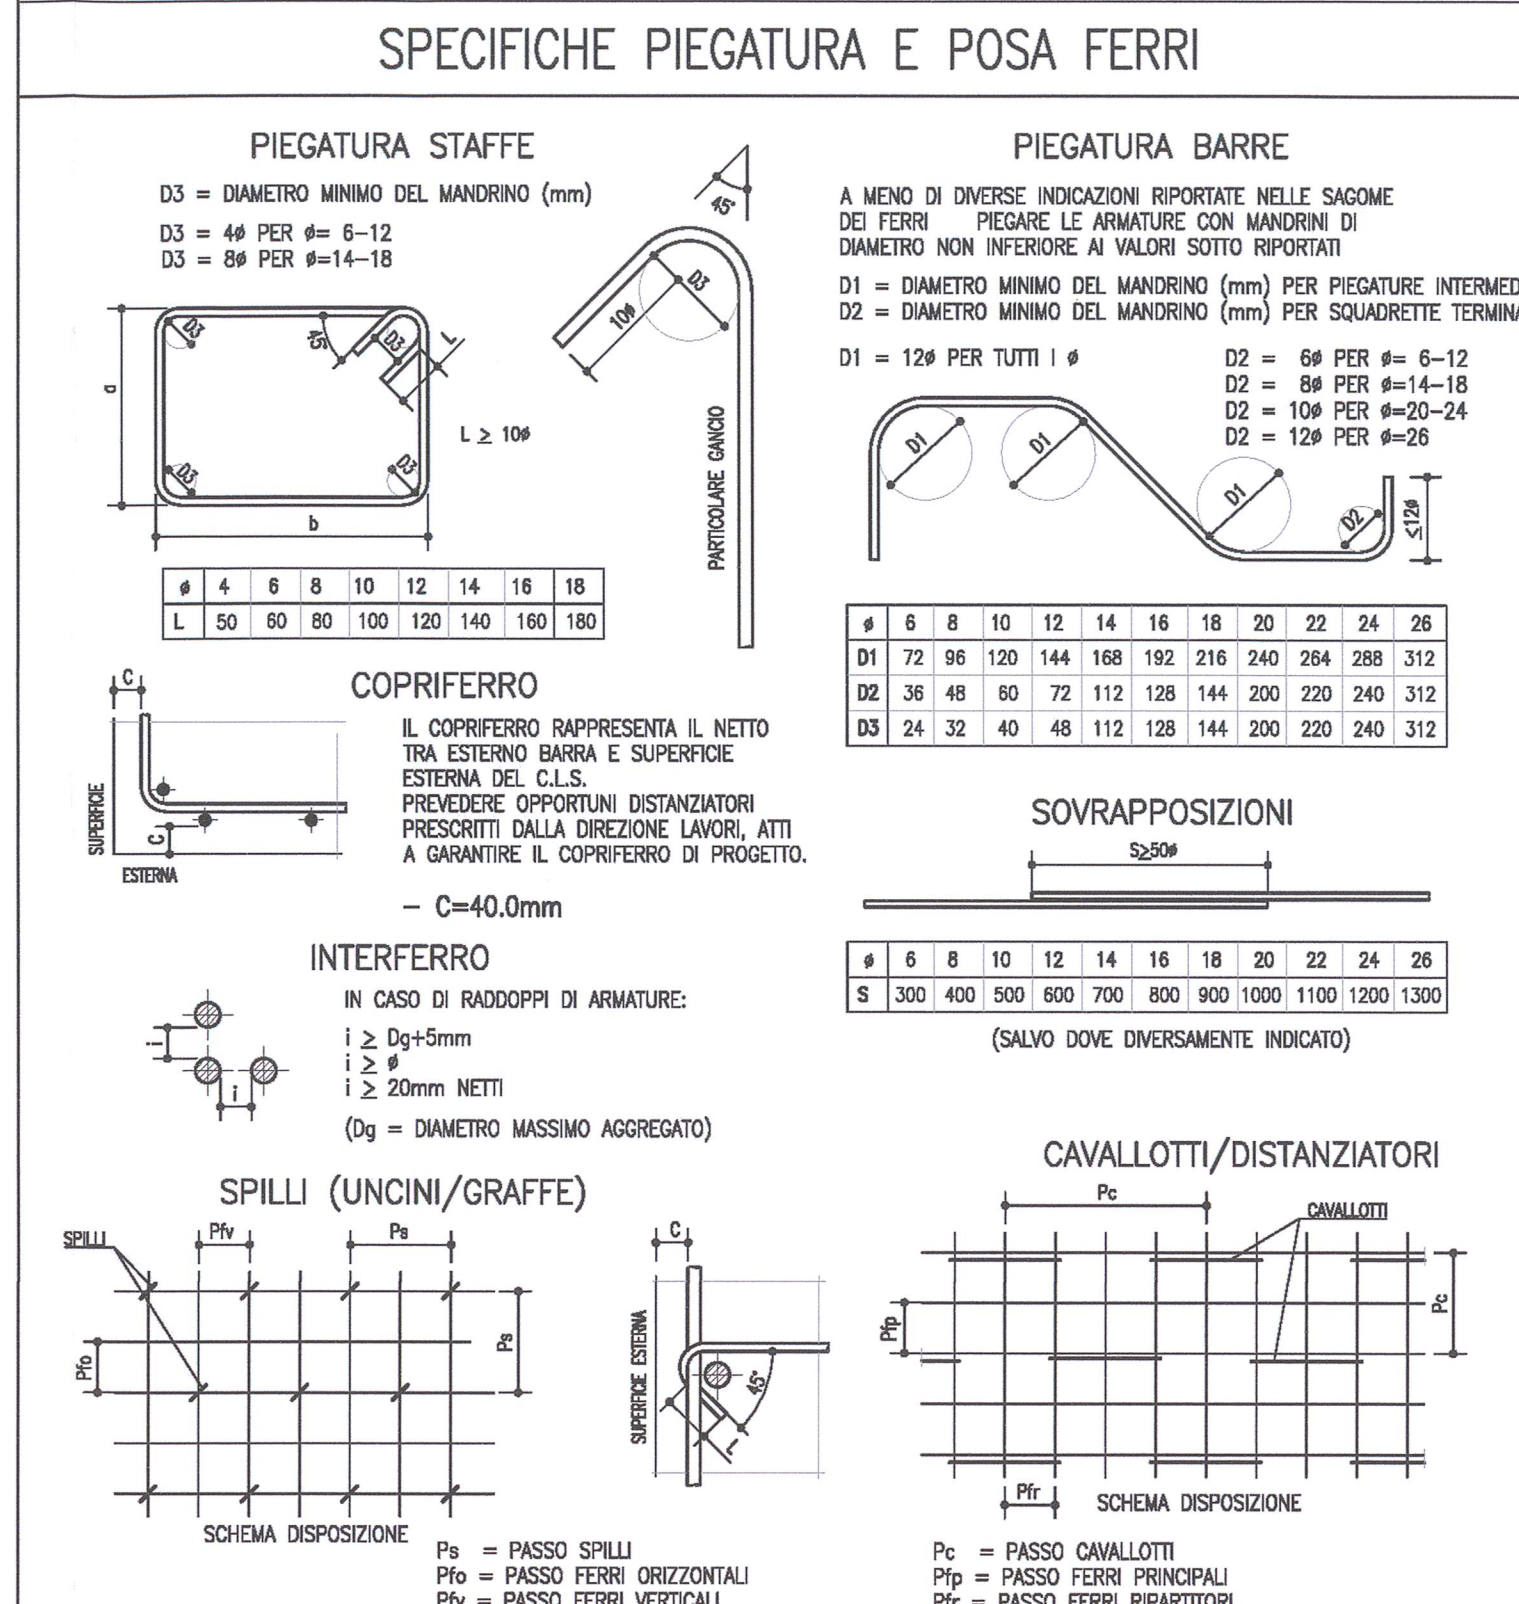 SPECIFICHE PIEGATURA E POSA FERRI
PIEGATURA STAFFE
D3 = DIAMETRO MINIMO DEL MANDRINO (mm)
D3 = 4ø PER ø= 6-12
D3 = 8ø PER ø=14-18
45°
D3
10ø
PARTICOLARE GANCIO
D3
45°
D3
L
a
D3
D3
b
L ≥ 10ø
ø 4 6 8 10 12 14 16 18
L 50 60 80 100 120 140 160 180
PIEGATURA BARRE
A MENO DI DIVERSE INDICAZIONI RIPORTATE NELLE SAGOME
DEI FERRI PIEGARE LE ARMATURE CON MANDRINI DI
DIAMETRO NON INFERIORE AI VALORI SOTTO RIPORTATI
D1 = DIAMETRO MINIMO DEL MANDRINO (mm) PER PIEGATURE INTERMED
D2 = DIAMETRO MINIMO DEL MANDRINO (mm) PER SQUADRETTE TERMINA
D1 = 12ø PER TUTTI I ø
D2 = 6ø PER ø= 6-12
D2 = 8ø PER ø=14-18
D2 = 10ø PER ø=20-24
D2 = 12ø PER ø=26
D1
D1
D1
D2
≤12ø
ø 6 8 10 12 14 16 18 20 22 24 26
D1 72 96 120 144 168 192 216 240 264 288 312
D2 36 48 60 72 112 128 144 200 220 240 312
D3 24 32 40 48 112 128 144 200 220 240 312
COPRIFERRO
C
SUPERFICIE
C
ESTERNA
IL COPRIFERRO RAPPRESENTA IL NETTO
TRA ESTERNO BARRA E SUPERFICIE
ESTERNA DEL C.L.S.
PREVEDERE OPPORTUNI DISTANZIATORI
PRESCRITTI DALLA DIREZIONE LAVORI, ATTI
A GARANTIRE IL COPRIFERRO DI PROGETTO.
- C=40.0mm
SOVRAPPOSIZIONI
S≥50ø
ø 6 8 10 12 14 16 18 20 22 24 26
S 300 400 500 600 700 800 900 1000 1100 1200 1300
(SALVO DOVE DIVERSAMENTE INDICATO)
INTERFERRO
IN CASO DI RADDOPPI DI ARMATURE:
i ≥ Dg+5mm
i ≥ ø
i ≥ 20mm NETTI
(Dg = DIAMETRO MASSIMO AGGREGATO)
i
i
SPILLI (UNCINI/GRAFFE)
SPILLI
Pfv
Ps
Pfo
Ps
SCHEMA DISPOSIZIONE
C
SUPERFICIE ESTERNA
45°
L
Ps = PASSO SPILLI
Pfo = PASSO FERRI ORIZZONTALI
Pfv = PASSO FERRI VERTICALI
CAVALLOTTI/DISTANZIATORI
Pc
CAVALLOTTI
Pfp
Pc
Pfr
SCHEMA DISPOSIZIONE
Pc = PASSO CAVALLOTTI
Pfp = PASSO FERRI PRINCIPALI
Pfr = PASSO FERRI RIPARTITORI